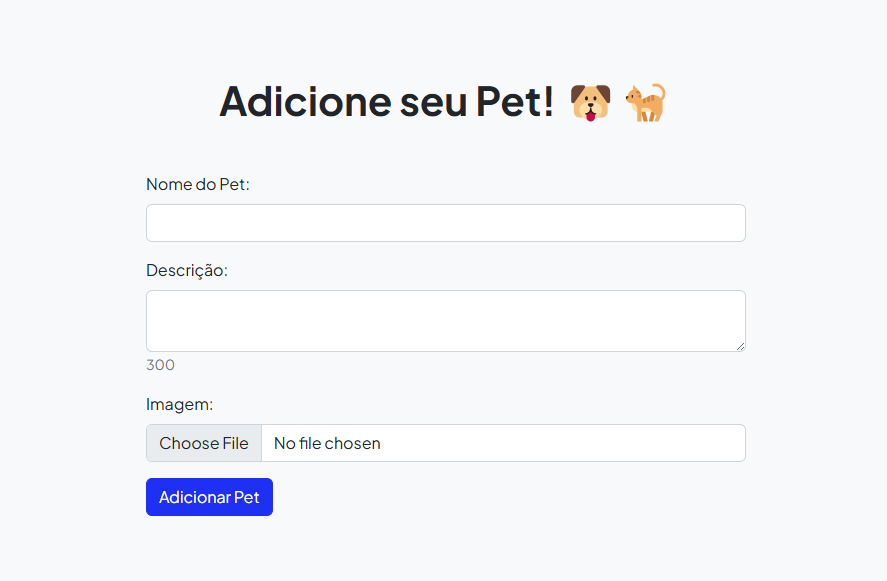 Adicione seu Pet! 🐶 🐈
Nome do Pet:
Descrição:
300
Imagem:
Choose File No file chosen
Adicionar Pet